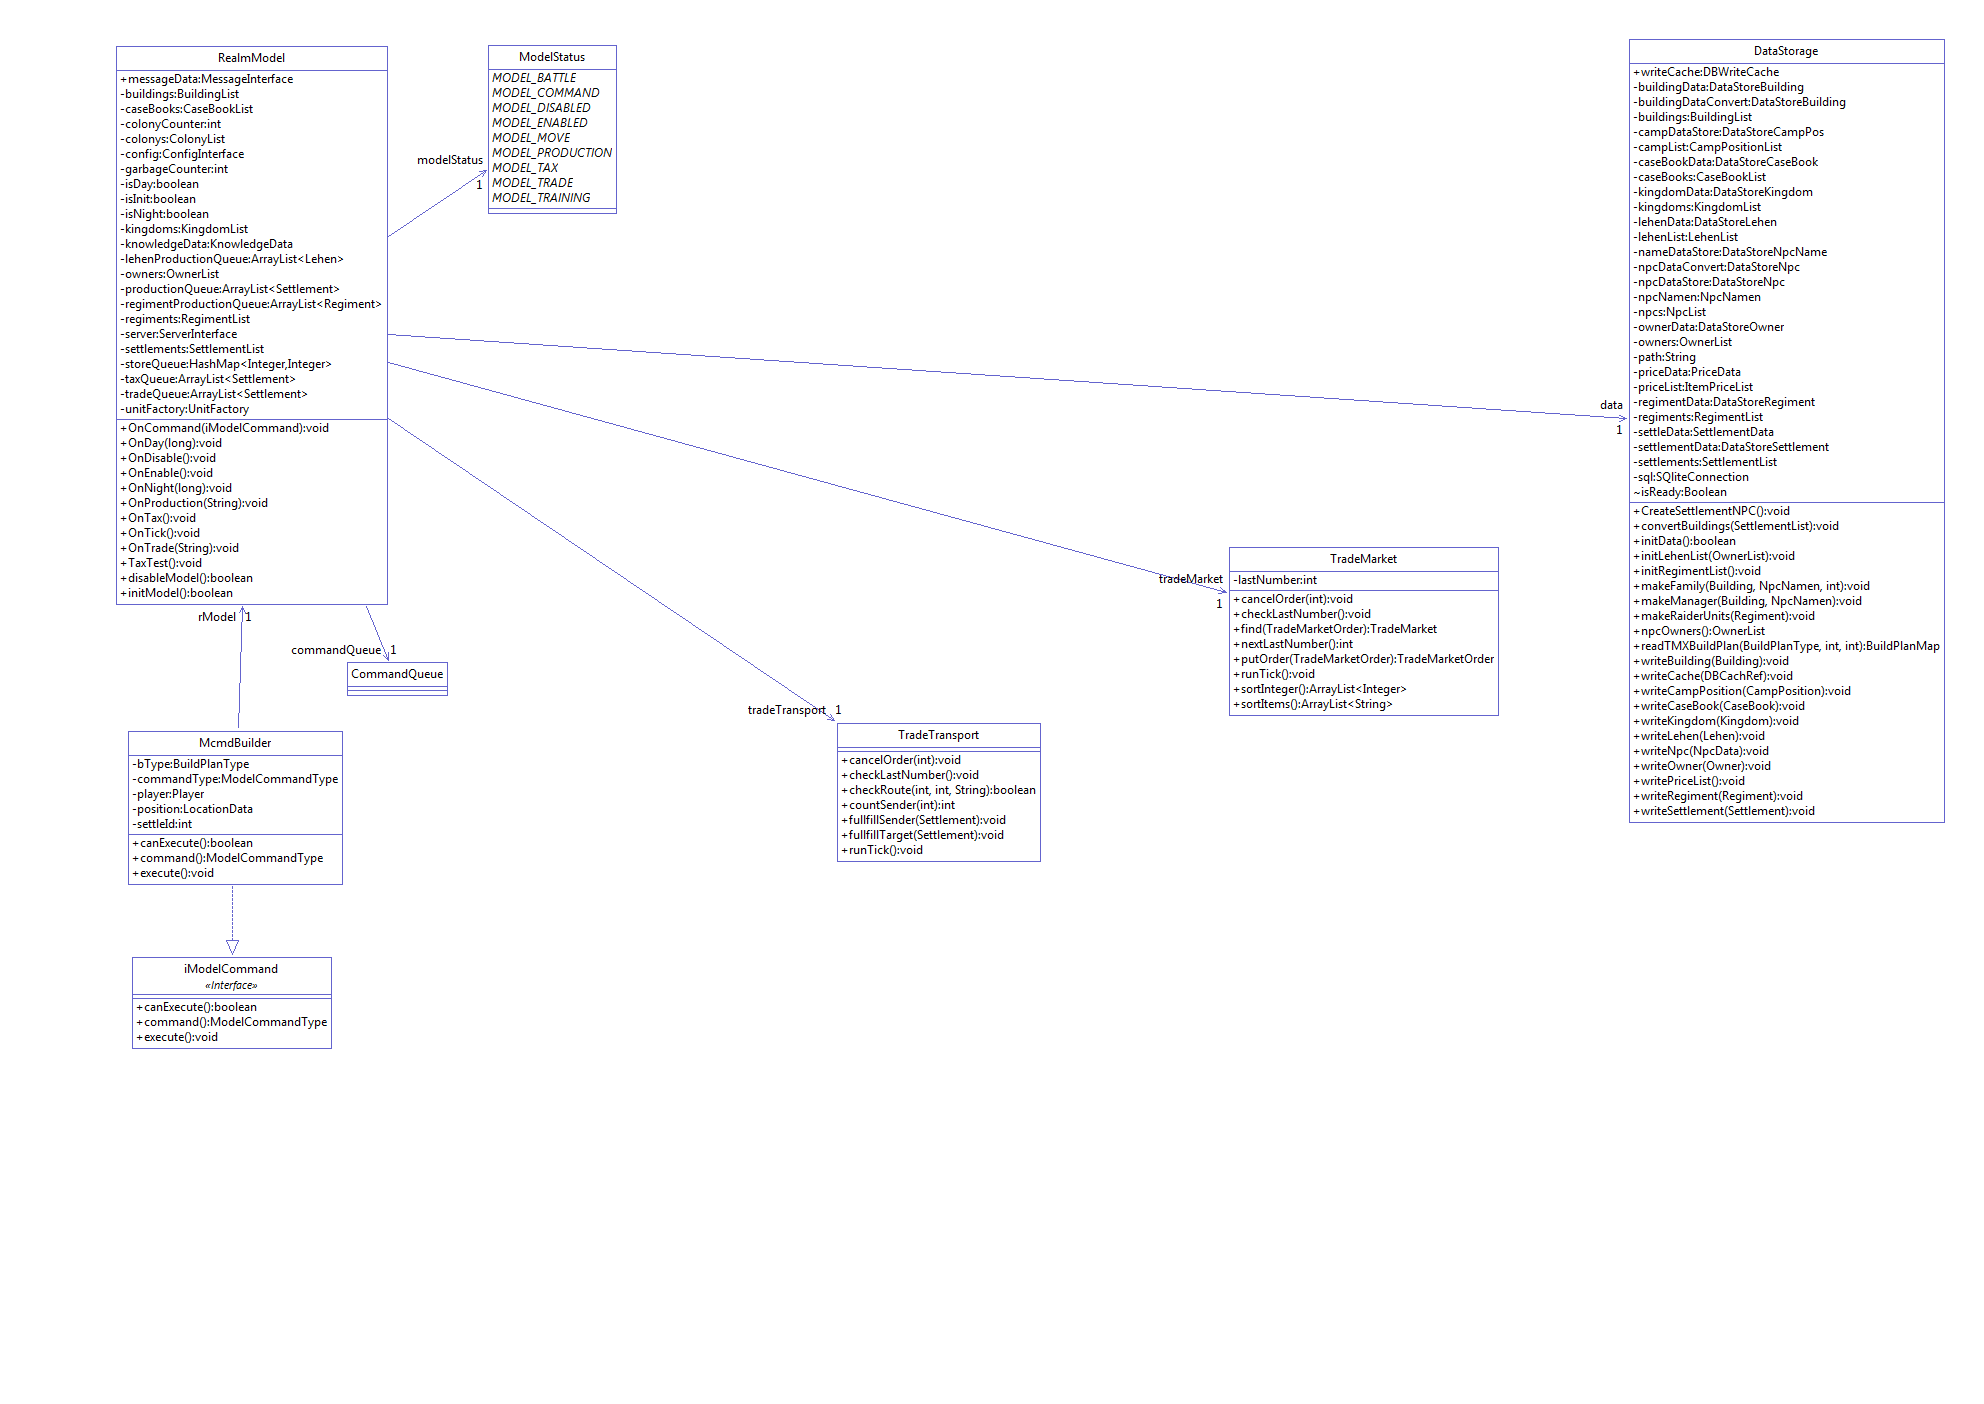 RealmModel
+messageData:MessageInterface
-buildings:BuildingList
-caseBooks:CaseBookList
-colonyCounter:int
-colonys:ColonyList
-config:ConfigInterface
-garbageCounter:int
-isDay:boolean
-isInit:boolean
-isNight:boolean
-kingdoms:KingdomList
-knowledgeData:KnowledgeData
-lehenProductionQueue:ArrayList<Lehen>
-owners:OwnerList
-productionQueue:ArrayList<Settlement>
-regimentProductionQueue:ArrayList<Regiment>
-regiments:RegimentList
-server:ServerInterface
-settlements:SettlementList
-storeQueue:HashMap<Integer,Integer>
-taxQueue:ArrayList<Settlement>
-tradeQueue:ArrayList<Settlement>
-unitFactory:UnitFactory
+OnCommand(iModelCommand):void
+OnDay(long):void
+OnDisable():void
+OnEnable():void
+OnNight(long):void
+OnProduction(String):void
+OnTax():void
+OnTick():void
+OnTrade(String):void
+TaxTest():void
+disableModel():boolean
+initModel():boolean
modelStatus
1
ModelStatus
MODEL_BATTLE
MODEL_COMMAND
MODEL_DISABLED
MODEL_ENABLED
MODEL_MOVE
MODEL_PRODUCTION
MODEL_TAX
MODEL_TRADE
MODEL_TRAINING
data
1
DataStorage
+writeCache:DBWriteCache
-buildingData:DataStoreBuilding
-buildingDataConvert:DataStoreBuilding
-buildings:BuildingList
-campDataStore:DataStoreCampPos
-campList:CampPositionList
-caseBookData:DataStoreCaseBook
-caseBooks:CaseBookList
-kingdomData:DataStoreKingdom
-kingdoms:KingdomList
-lehenData:DataStoreLehen
-lehenList:LehenList
-nameDataStore:DataStoreNpcName
-npcDataConvert:DataStoreNpc
-npcDataStore:DataStoreNpc
-npcNamen:NpcNamen
-npcs:NpcList
-ownerData:DataStoreOwner
-owners:OwnerList
-path:String
-priceData:PriceData
-priceList:ItemPriceList
-regimentData:DataStoreRegiment
-regiments:RegimentList
-settleData:SettlementData
-settlementData:DataStoreSettlement
-settlements:SettlementList
-sql:SQliteConnection
~isReady:Boolean
+CreateSettlementNPC():void
+convertBuildings(SettlementList):void
+initData():boolean
+initLehenList(OwnerList):void
+initRegimentList():void
+makeFamily(Building, NpcNamen, int):void
+makeManager(Building, NpcNamen):void
+makeRaiderUnits(Regiment):void
+npcOwners():OwnerList
+readTMXBuildPlan(BuildPlanType, int, int):BuildPlanMap
+writeBuilding(Building):void
+writeCache(DBCachRef):void
+writeCampPosition(CampPosition):void
+writeCaseBook(CaseBook):void
+writeKingdom(Kingdom):void
+writeLehen(Lehen):void
+writeNpc(NpcData):void
+writeOwner(Owner):void
+writePriceList():void
+writeRegiment(Regiment):void
+writeSettlement(Settlement):void
tradeMarket
1
TradeMarket
-lastNumber:int
+cancelOrder(int):void
+checkLastNumber():void
+find(TradeMarketOrder):TradeMarket
+nextLastNumber():int
+putOrder(TradeMarketOrder):TradeMarketOrder
+runTick():void
+sortInteger():ArrayList<Integer>
+sortItems():ArrayList<String>
rModel 1
commandQueue 1
CommandQueue
tradeTransport 1
TradeTransport
+cancelOrder(int):void
+checkLastNumber():void
+checkRoute(int, int, String):boolean
+countSender(int):int
+fullfillSender(Settlement):void
+fullfillTarget(Settlement):void
+runTick():void
McmdBuilder
-bType:BuildPlanType
-commandType:ModelCommandType
-player:Player
-position:LocationData
-settleId:int
+canExecute():boolean
+command():ModelCommandType
+execute():void
iModelCommand
«Interface»
+canExecute():boolean
+command():ModelCommandType
+execute():void